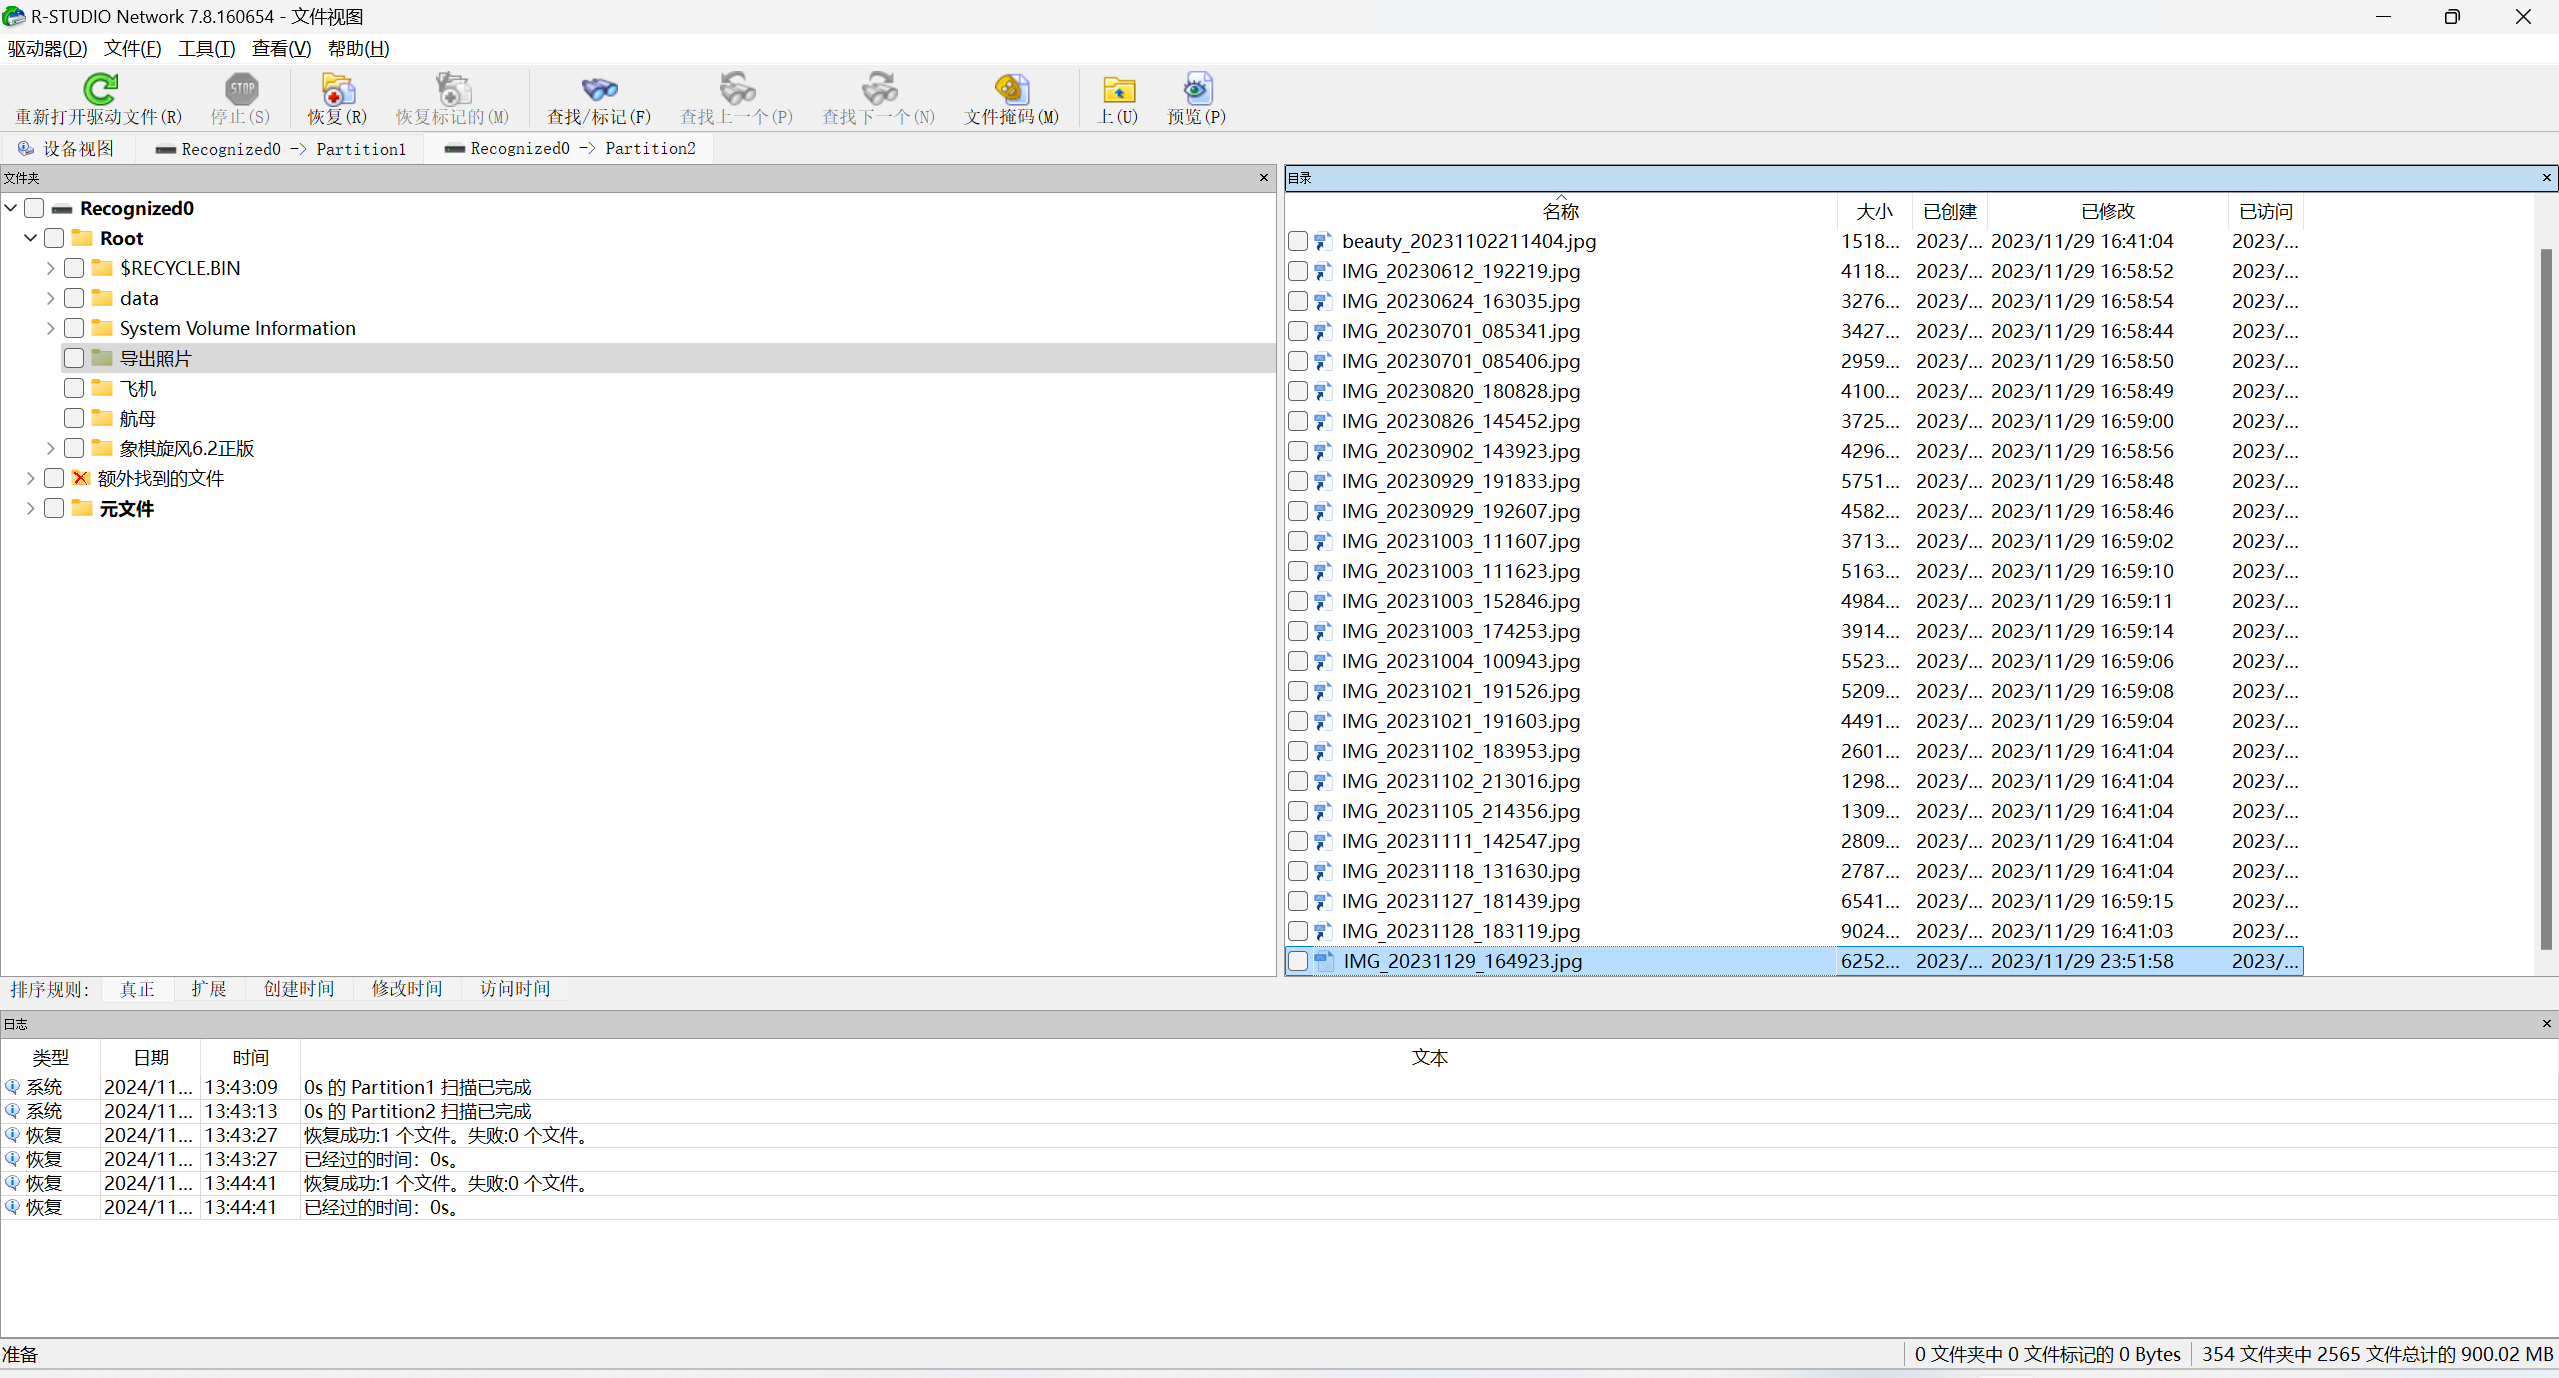 R-STUDIO Network 7.8.160654 - 文件视图
驱动器(D) 文件(F) 工具(T) 查看(V) 帮助(H)
重新打开驱动文件(R) 停止(S) 恢复(R) 恢复标记的(M) 查找/标记(F) 查找上一个(P) 查找下一个(N) 文件掩码(M) 上(U) 预览(P)
设备视图 Recognized0 -> Partition1 Recognized0 -> Partition2
文件夹
Recognized0
Root
$RECYCLE.BIN
data
System Volume Information
导出照片
飞机
航母
象棋旋风6.2正版
额外找到的文件
元文件
目录
名称 大小 已创建 已修改 已访问
beauty_20231102211404.jpg 1518... 2023/... 2023/11/29 16:41:04 2023/...
IMG_20230612_192219.jpg 4118... 2023/... 2023/11/29 16:58:52 2023/...
IMG_20230624_163035.jpg 3276... 2023/... 2023/11/29 16:58:54 2023/...
IMG_20230701_085341.jpg 3427... 2023/... 2023/11/29 16:58:44 2023/...
IMG_20230701_085406.jpg 2959... 2023/... 2023/11/29 16:58:50 2023/...
IMG_20230820_180828.jpg 4100... 2023/... 2023/11/29 16:58:49 2023/...
IMG_20230826_145452.jpg 3725... 2023/... 2023/11/29 16:59:00 2023/...
IMG_20230902_143923.jpg 4296... 2023/... 2023/11/29 16:58:56 2023/...
IMG_20230929_191833.jpg 5751... 2023/... 2023/11/29 16:58:48 2023/...
IMG_20230929_192607.jpg 4582... 2023/... 2023/11/29 16:58:46 2023/...
IMG_20231003_111607.jpg 3713... 2023/... 2023/11/29 16:59:02 2023/...
IMG_20231003_111623.jpg 5163... 2023/... 2023/11/29 16:59:10 2023/...
IMG_20231003_152846.jpg 4984... 2023/... 2023/11/29 16:59:11 2023/...
IMG_20231003_174253.jpg 3914... 2023/... 2023/11/29 16:59:14 2023/...
IMG_20231004_100943.jpg 5523... 2023/... 2023/11/29 16:59:06 2023/...
IMG_20231021_191526.jpg 5209... 2023/... 2023/11/29 16:59:08 2023/...
IMG_20231021_191603.jpg 4491... 2023/... 2023/11/29 16:59:04 2023/...
IMG_20231102_183953.jpg 2601... 2023/... 2023/11/29 16:41:04 2023/...
IMG_20231102_213016.jpg 1298... 2023/... 2023/11/29 16:41:04 2023/...
IMG_20231105_214356.jpg 1309... 2023/... 2023/11/29 16:41:04 2023/...
IMG_20231111_142547.jpg 2809... 2023/... 2023/11/29 16:41:04 2023/...
IMG_20231118_131630.jpg 2787... 2023/... 2023/11/29 16:41:04 2023/...
IMG_20231127_181439.jpg 6541... 2023/... 2023/11/29 16:59:15 2023/...
IMG_20231128_183119.jpg 9024... 2023/... 2023/11/29 16:41:03 2023/...
IMG_20231129_164923.jpg 6252... 2023/... 2023/11/29 23:51:58 2023/...
排序规则: 真正 扩展 创建时间 修改时间 访问时间
日志
类型 日期 时间 文本
系统 2024/11... 13:43:09 0s 的 Partition1 扫描已完成
系统 2024/11... 13:43:13 0s 的 Partition2 扫描已完成
恢复 2024/11... 13:43:27 恢复成功:1 个文件。失败:0 个文件。
恢复 2024/11... 13:43:27 已经过的时间：0s。
恢复 2024/11... 13:44:41 恢复成功:1 个文件。失败:0 个文件。
恢复 2024/11... 13:44:41 已经过的时间：0s。
准备 0 文件夹中 0 文件标记的 0 Bytes 354 文件夹中 2565 文件总计的 900.02 MB